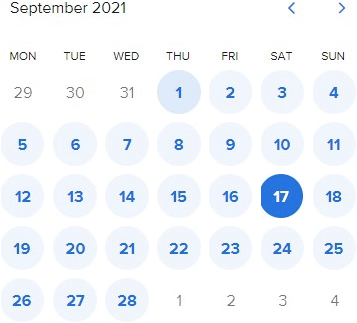 September 2021
MON TUE WED THU FRI SAT SUN
29 30 31 1 2 3 4
5 6 7 8 9 10 11
12 13 14 15 16 17 18
19 20 21 22 23 24 25
26 27 28 1 2 3 4